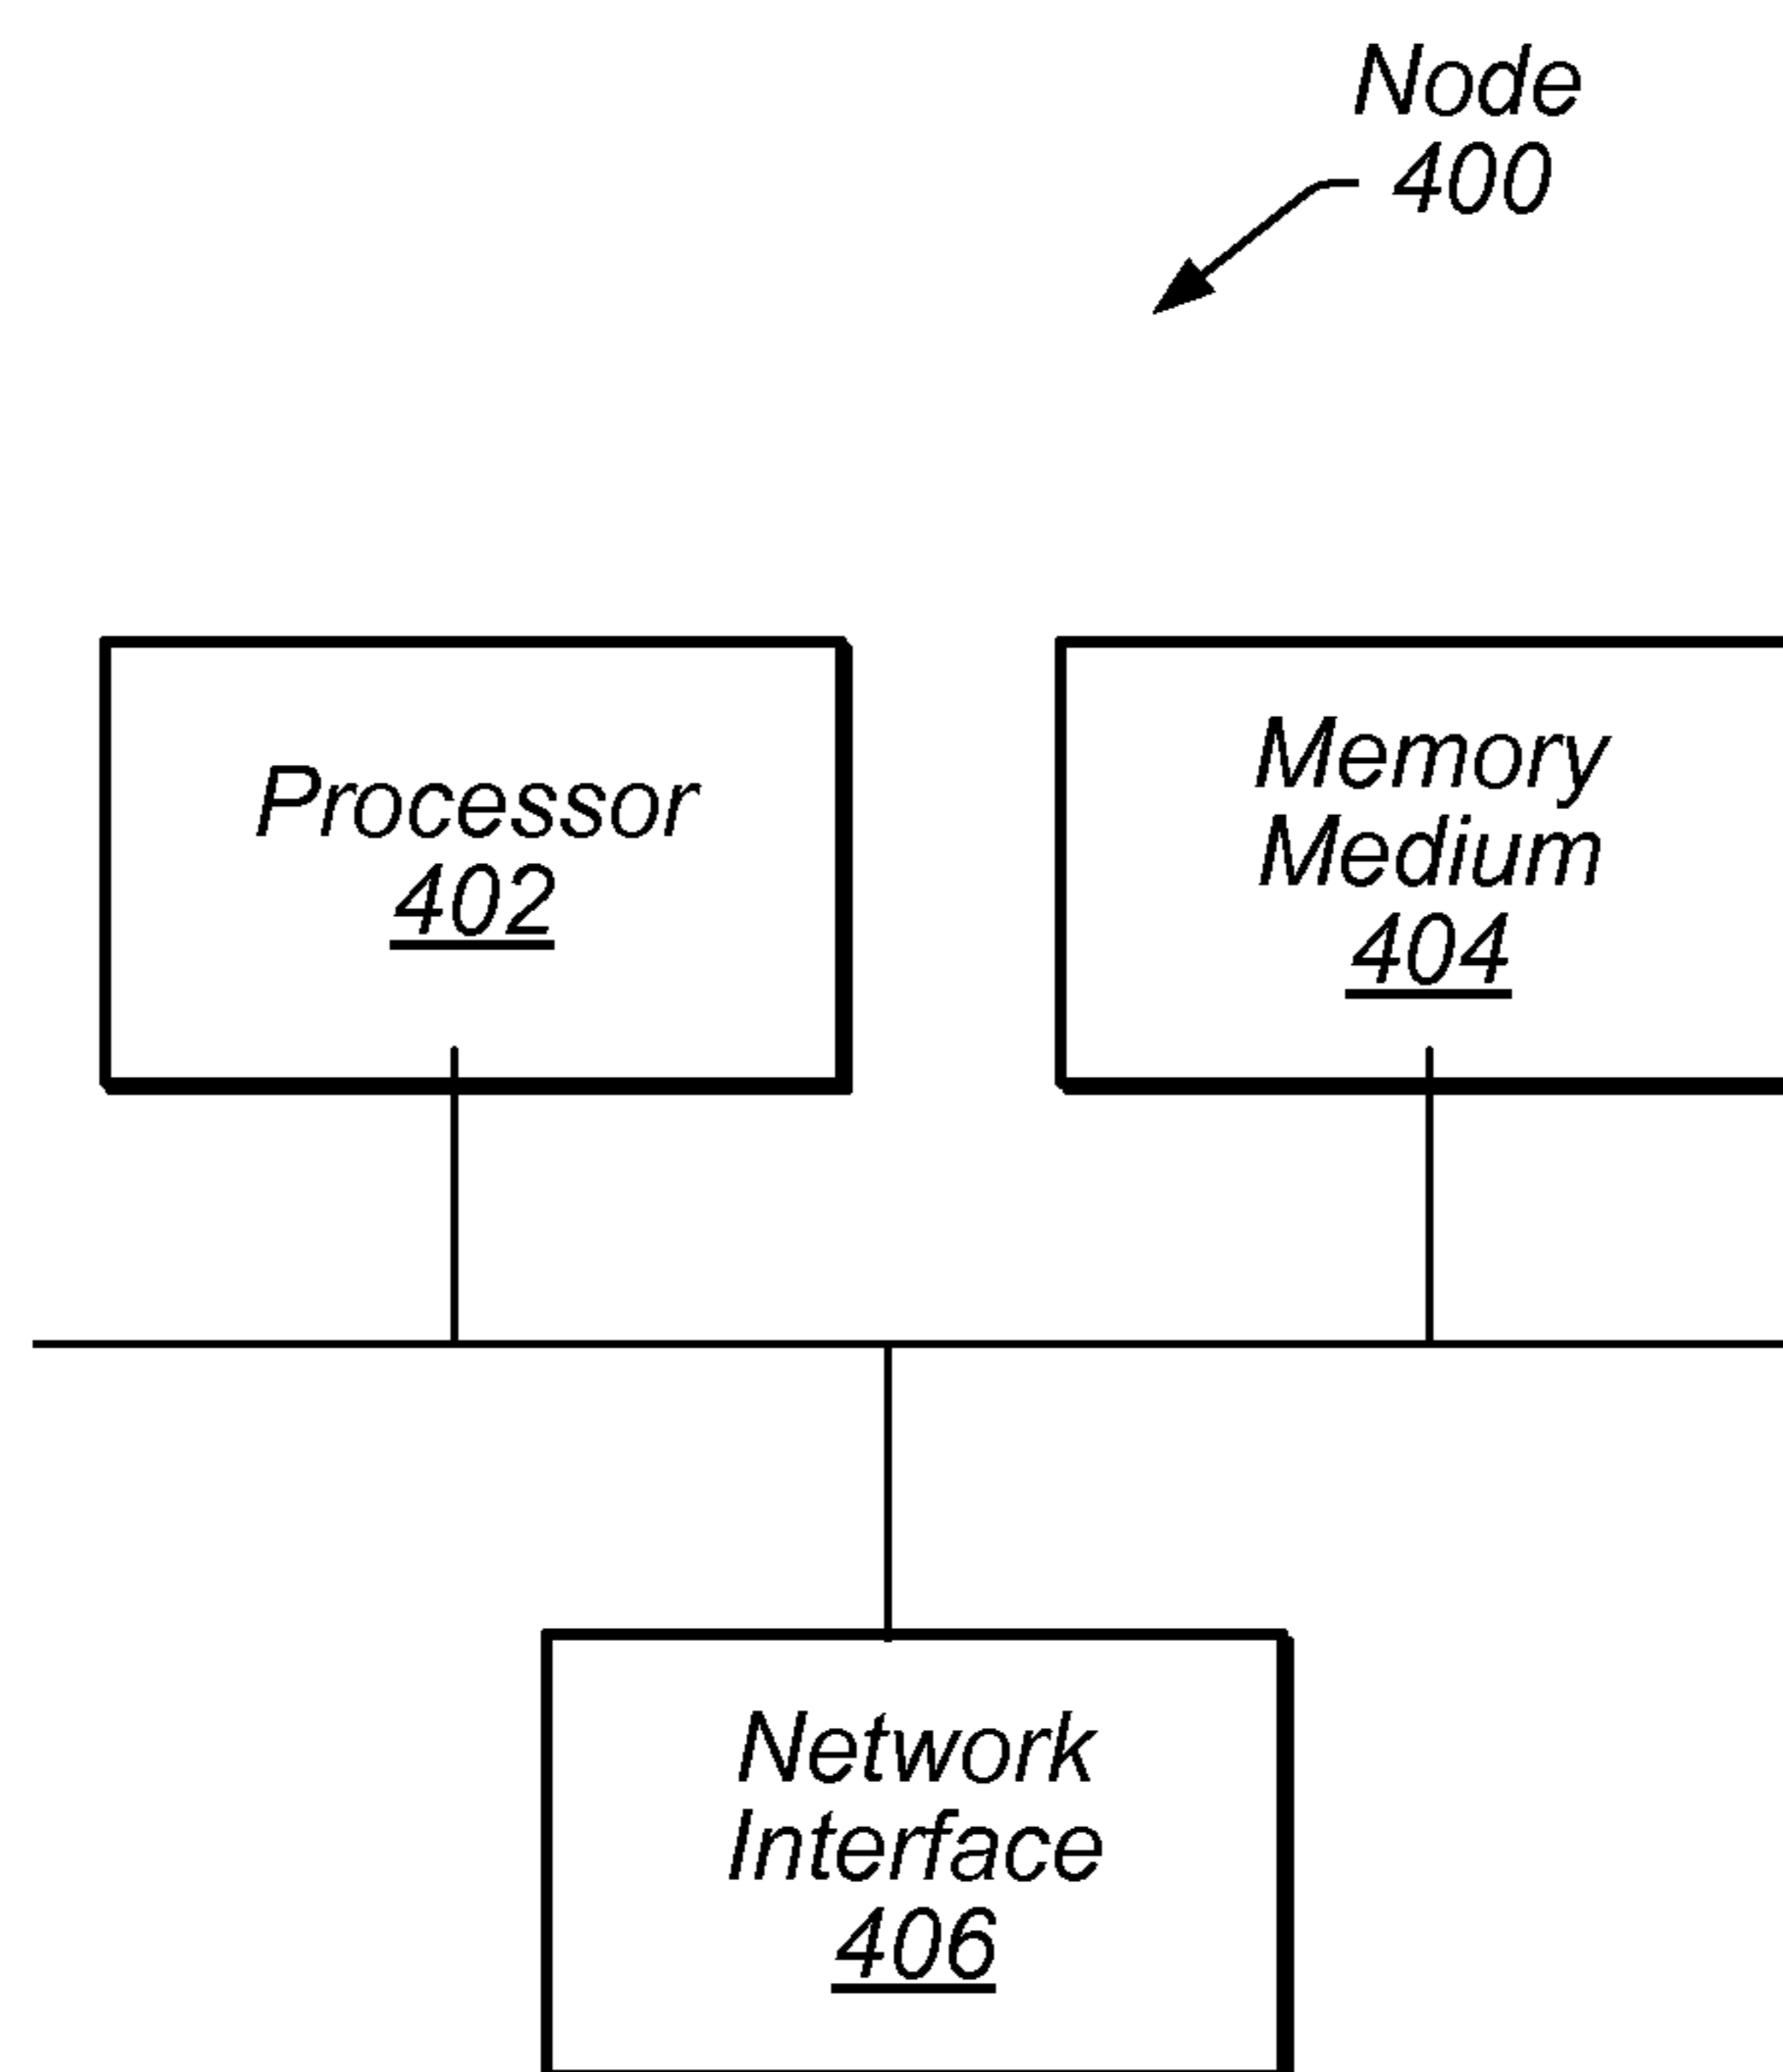 Node
400
Processor
402
Memory
Medium
404
Network
Interface
406